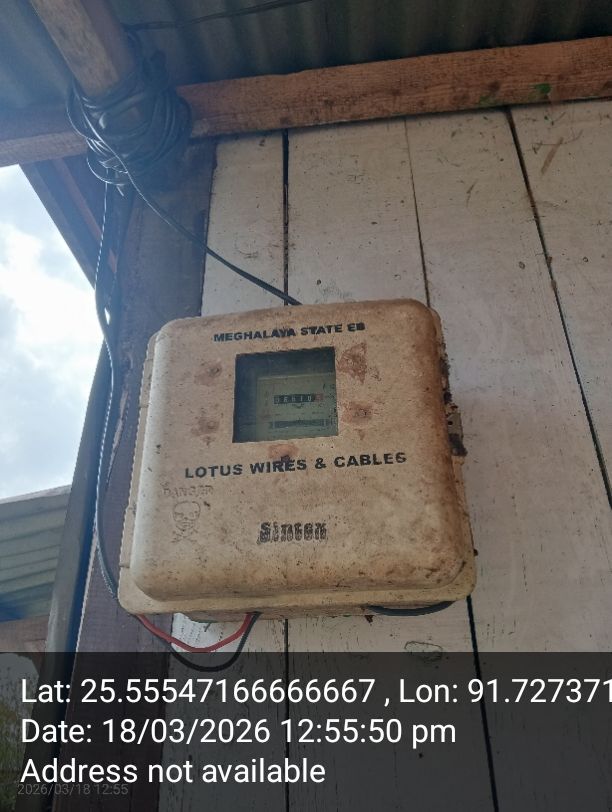 MEGHALAYA STATE EB
LOTUS WIRES & CABLES
DANGER
Sintex
Lat: 25.55547166666667 , Lon: 91.727371
Date: 18/03/2026 12:55:50 pm
Address not available
2026/03/18 12:55